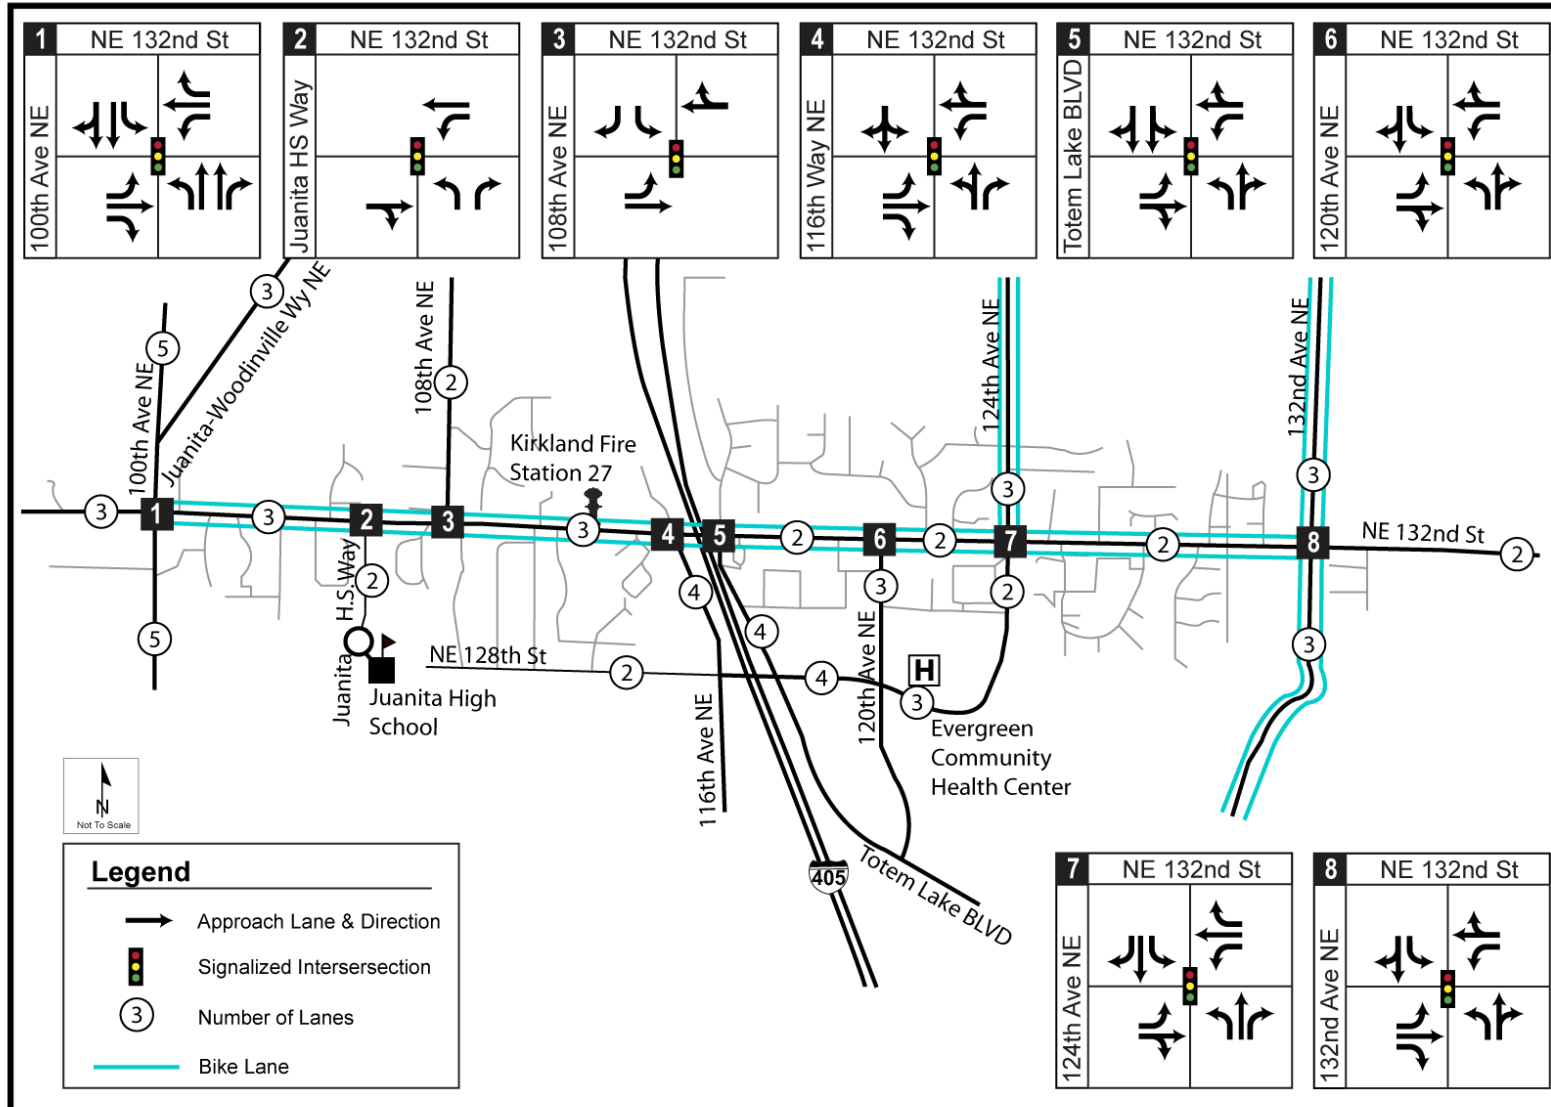 1 NE 132nd St
100th Ave NE
2 NE 132nd St
Juanita HS Way
3 NE 132nd St
108th Ave NE
4 NE 132nd St
116th Way NE
5 NE 132nd St
Totem Lake BLVD
6 NE 132nd St
120th Ave NE
3
5
100th Ave NE
Juanita-Woodinville Wy NE
108th Ave NE
2
Kirkland Fire
Station 27
124th Ave NE
3
132nd Ave NE
3
3
1
3
2
3
3
4
5
2
6
2
7
2
8
NE 132nd St
2
5
Juanita H.S. Way
2
Juanita High
School
NE 128th St
2
4
4
4
116th Ave NE
3
120th Ave NE
2
H
3
Evergreen
Community
Health Center
3
405
Totem Lake BLVD
N
Not To Scale
Legend
Approach Lane & Direction
Signalized Intersersection
3 Number of Lanes
Bike Lane
7 NE 132nd St
124th Ave NE
8 NE 132nd St
132nd Ave NE